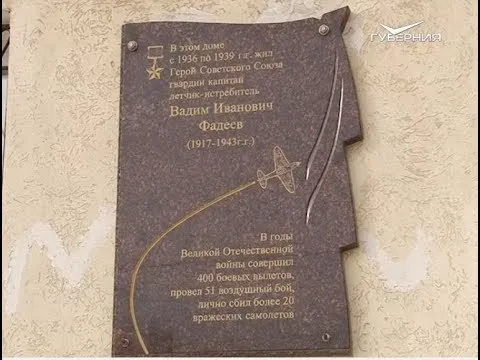 ГУБЕРНИЯ
В этом доме
с 1936 по 1939 г.г. жил
Герой Советского Союза
гвардии капитан
летчик-истребитель
Вадим Иванович
Фадеев
(1917-1943г.г.)
В годы
Великой Отечественной
войны совершил
400 боевых вылетов,
провел 51 воздушный бой,
лично сбил более 20
вражеских самолетов